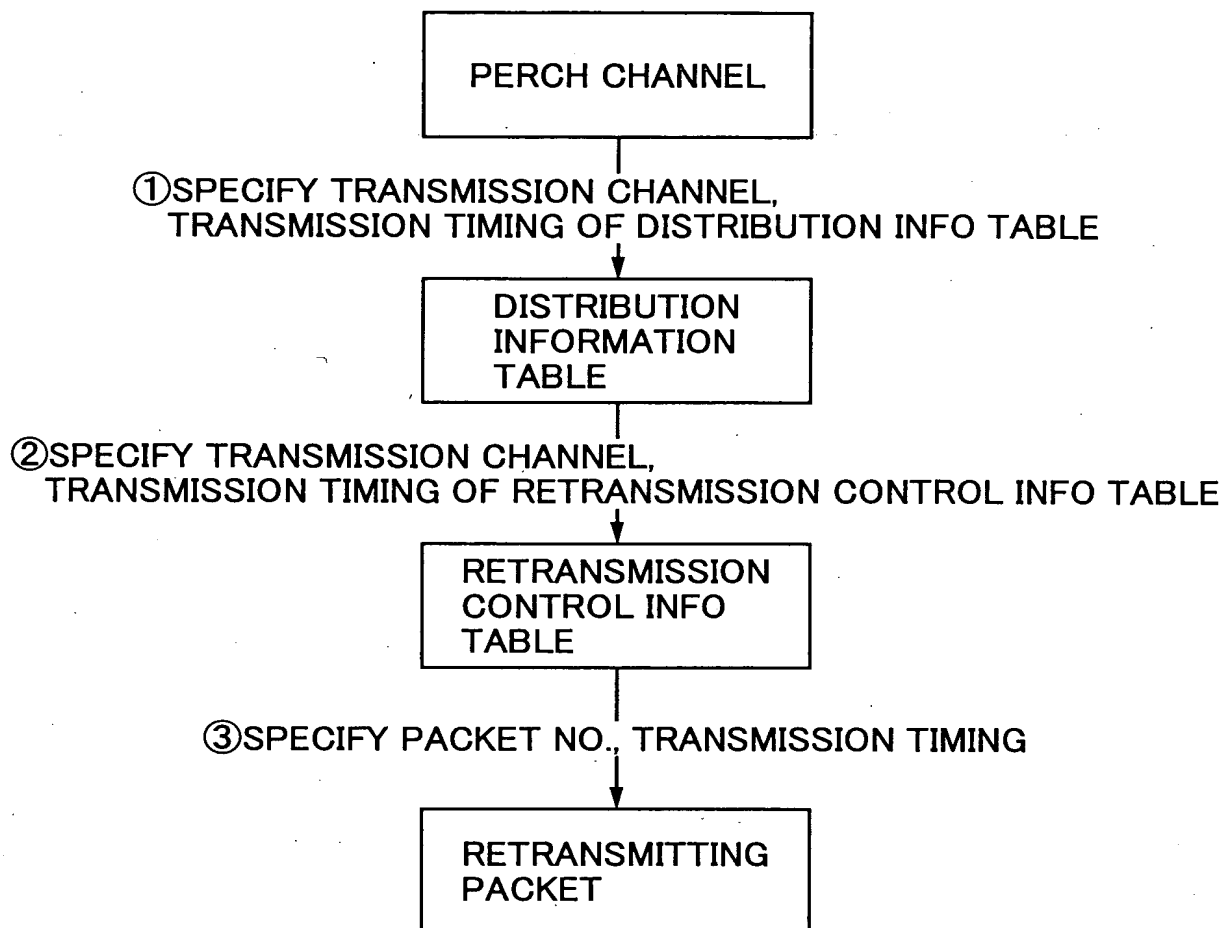 PERCH CHANNEL
①SPECIFY TRANSMISSION CHANNEL,
TRANSMISSION TIMING OF DISTRIBUTION INFO TABLE
DISTRIBUTION
INFORMATION
TABLE
②SPECIFY TRANSMISSION CHANNEL,
TRANSMISSION TIMING OF RETRANSMISSION CONTROL INFO TABLE
RETRANSMISSION
CONTROL INFO
TABLE
③SPECIFY PACKET NO., TRANSMISSION TIMING
RETRANSMITTING
PACKET